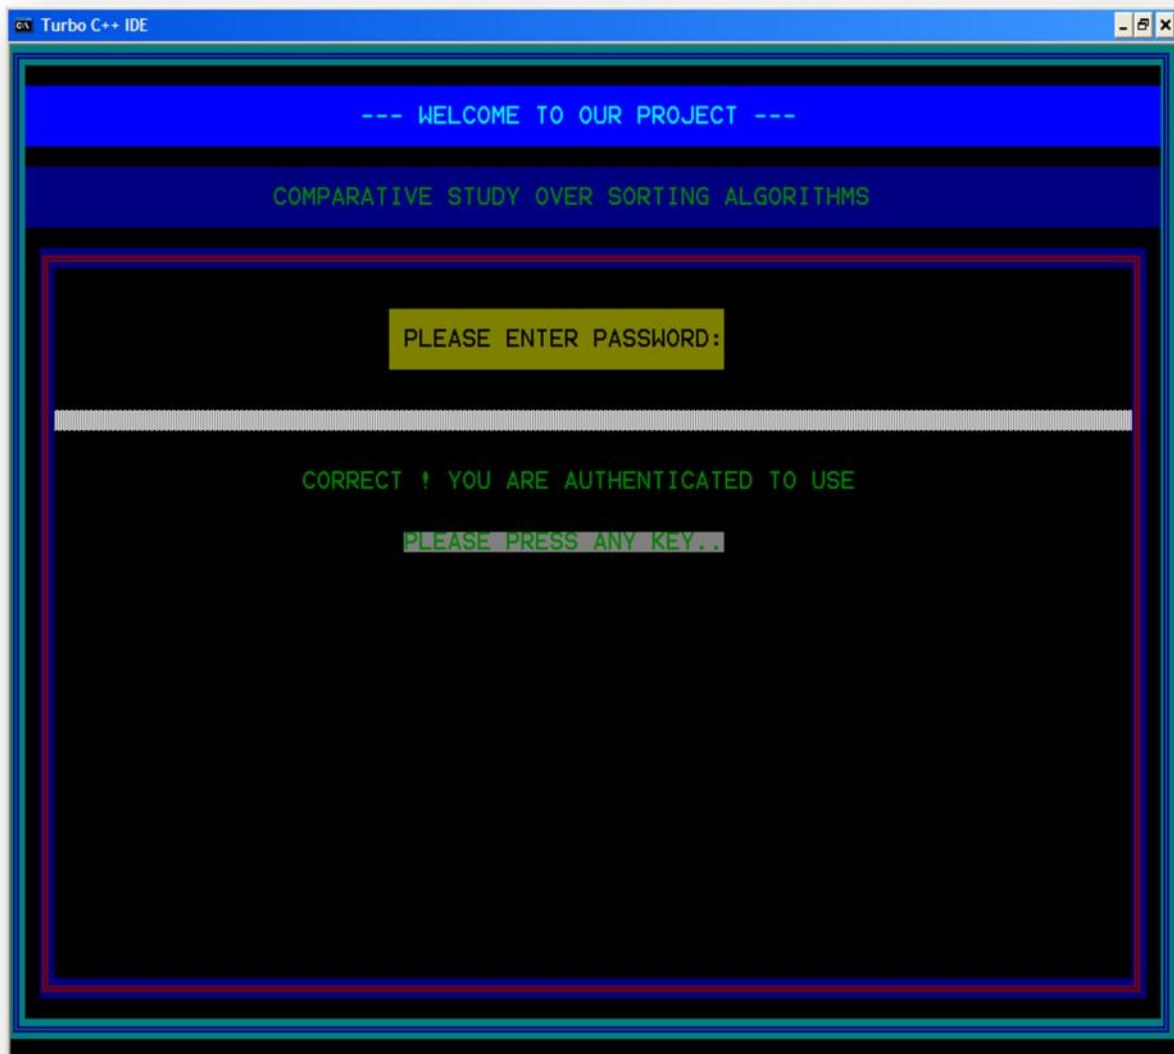 Turbo C++ IDE
--- WELCOME TO OUR PROJECT ---
COMPARATIVE STUDY OVER SORTING ALGORITHMS
PLEASE ENTER PASSWORD:
CORRECT ! YOU ARE AUTHENTICATED TO USE
PLEASE PRESS ANY KEY..